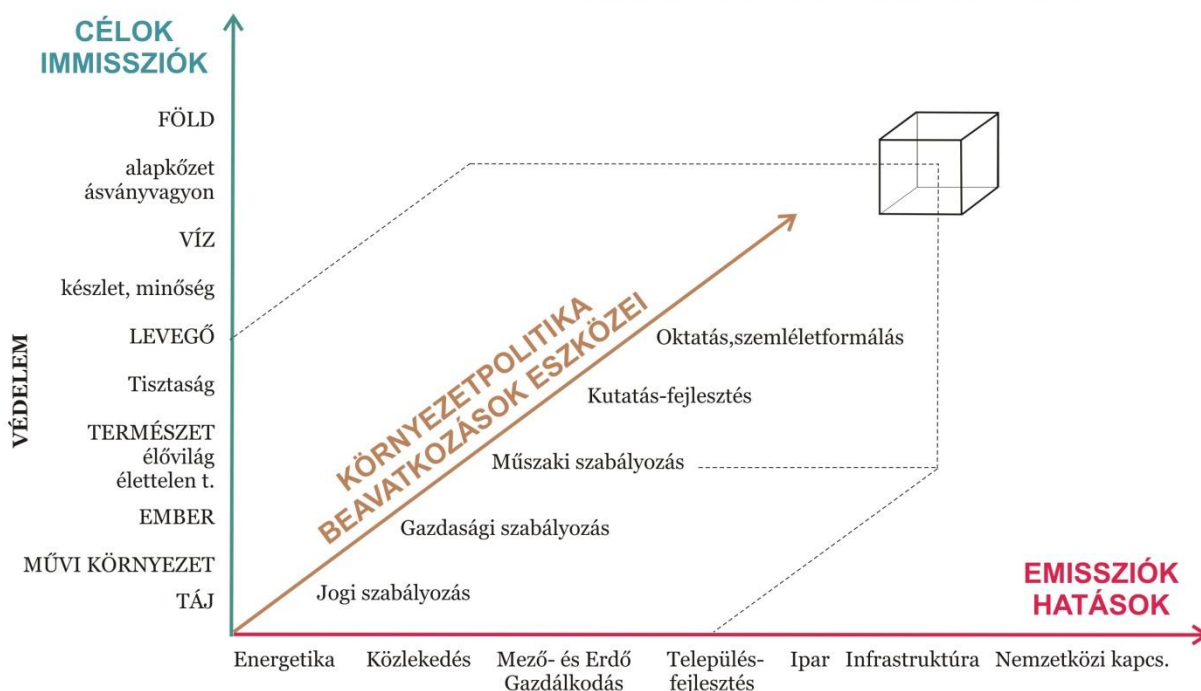 CÉLOK
IMMISSZIÓK
FÖLD
alapkőzet
ásványvagyon
VÍZ
készlet, minőség
LEVEGŐ
Tisztaság
TERMÉSZET
élővilág
élettelen t.
EMBER
MŰVI KÖRNYEZET
TÁJ
VÉDELEM
KÖRNYEZETPOLITIKA
BEAVATKOZÁSOK ESZKÖZEI
Oktatás,szemléletformálás
Kutatás-fejlesztés
Műszaki szabályozás
Gazdasági szabályozás
Jogi szabályozás
EMISSZIÓK
HATÁSOK
Energetika
Közlekedés
Mező- és Erdő
Gazdálkodás
Település-
fejlesztés
Ipar
Infrastruktúra
Nemzetközi kapcs.